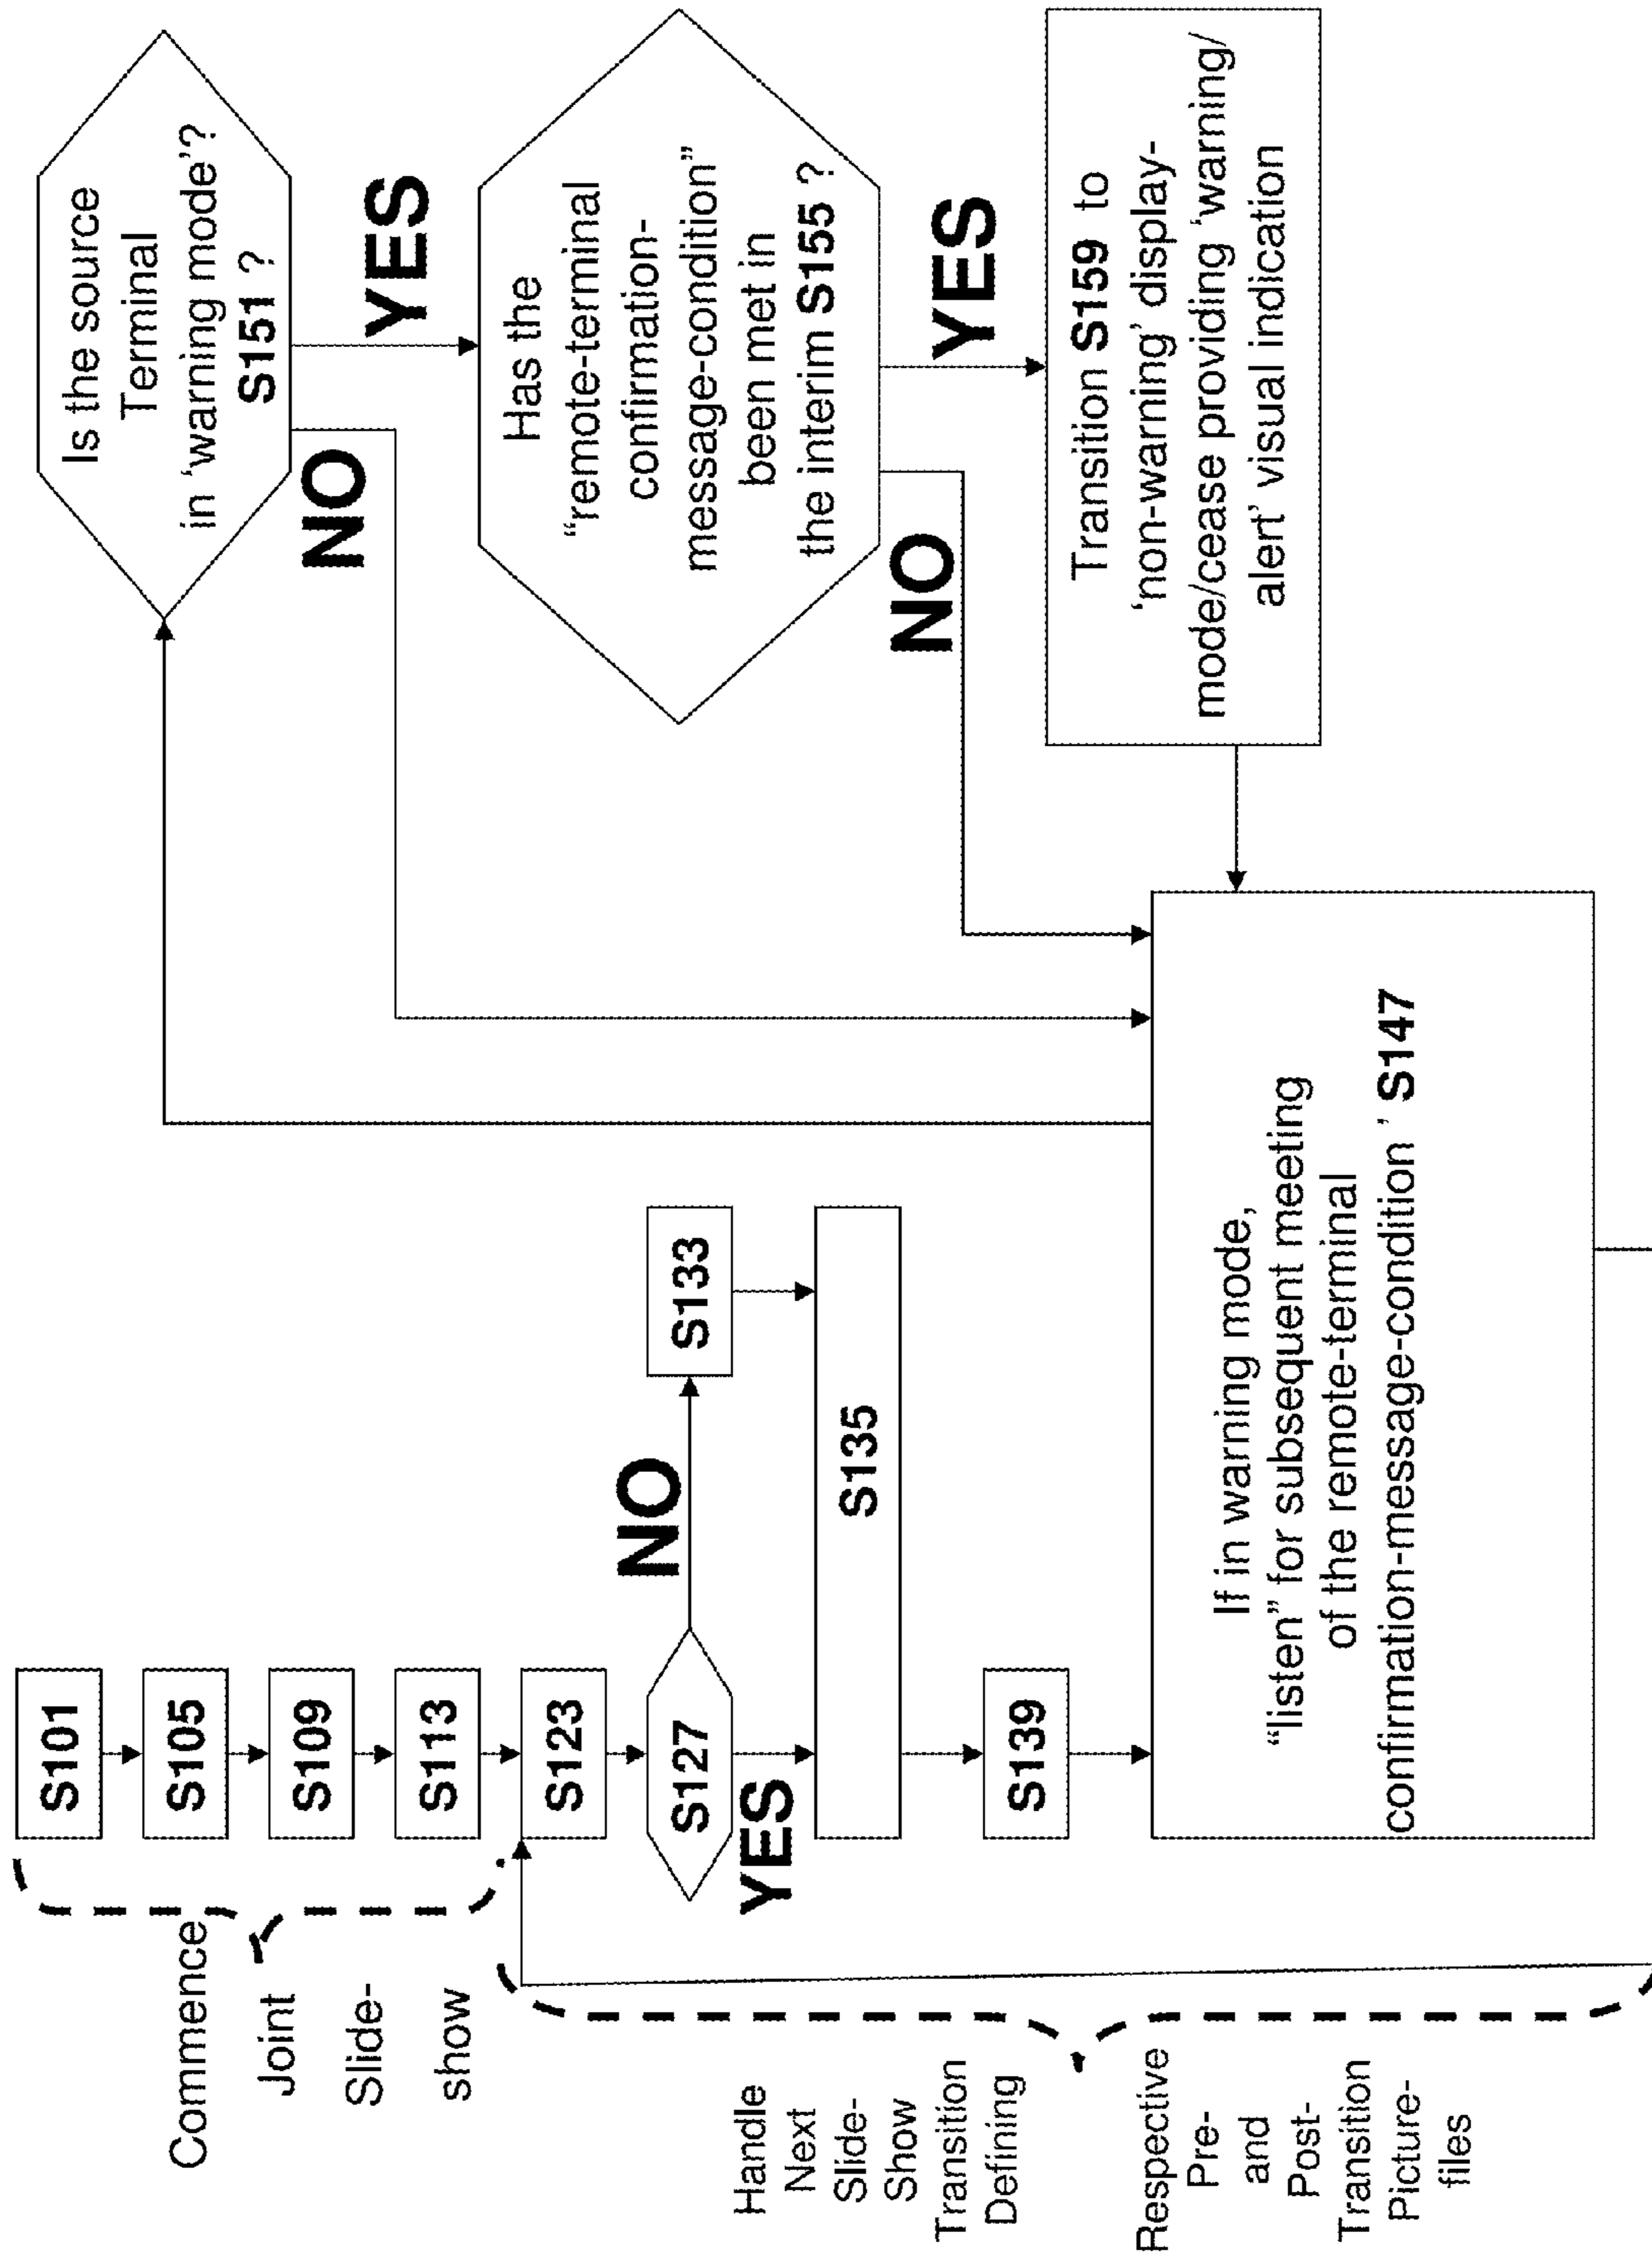 Commence
Joint
Slide-
show
S101
S105
S109
S113
S123
S127
NO
S133
YES
S135
S139
Handle
Next
Slide-
Show
Transition
Defining
Respective
Pre-
and
Post-
Transition
Picture-
files
If in warning mode,
“listen” for subsequent meeting
of the remote-terminal
confirmation-message-condition ’ S147
Is the source
Terminal
in ‘warning mode’?
S151 ?
NO
YES
Has the
“remote-terminal
confirmation-
message-condition”
been met in
the interim S155 ?
NO
YES
Transition S159 to
‘non-warning’ display-
mode/cease providing ‘warning/
alert’ visual indication